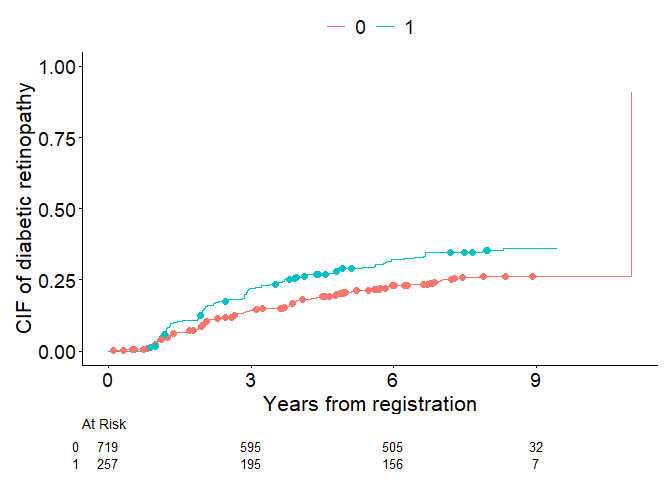 0 1
CIF of diabetic retinopathy
1.00
0.75
0.50
0.25
0.00
0 3 6 9
Years from registration
At Risk
0 719 595 505 32
1 257 195 156 7